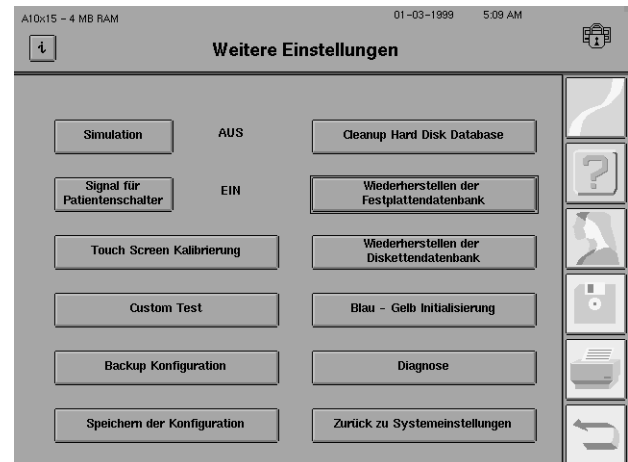 A10x15 – 4 MB RAM
01–03–1999 5:09 AM
i
Weitere Einstellungen
Simulation AUS
Cleanup Hard Disk Database
Signal für
Patientenschalter
EIN
Wiederherstellen der
Festplattendatenbank
Touch Screen Kalibrierung
Wiederherstellen der
Diskettendatenbank
Custom Test
Blau – Gelb Initialisierung
Backup Konfiguration
Diagnose
Speichern der Konfiguration
Zurück zu Systemeinstellungen
?